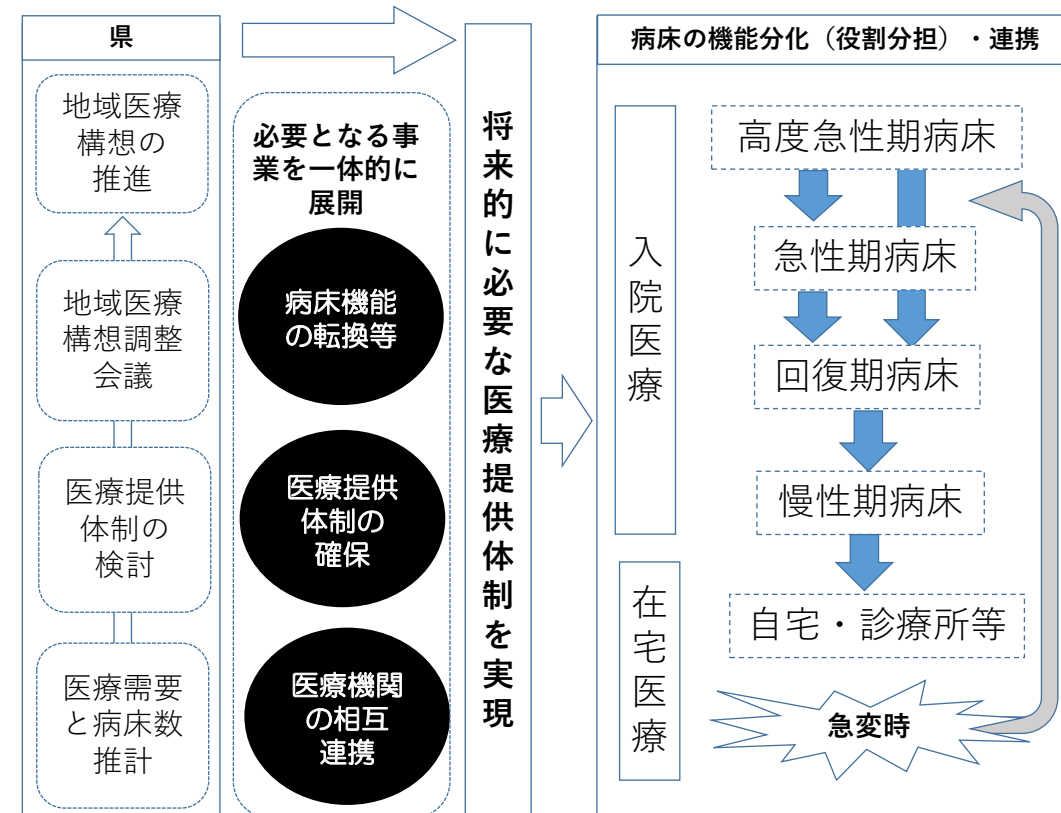 県
地域医療
構想の
推進
地域医療
構想調整
会議
医療提供
体制の
検討
医療需要
と病床数
推計
必要となる事
業を一体的に
展開
病床機能
の転換等
医療提供
体制の
確保
医療機関
の相互
連携
将来的に必要な医療提供体制を実現
病床の機能分化（役割分担）・連携
入院医療
在宅医療
高度急性期病床
急性期病床
回復期病床
慢性期病床
自宅・診療所等
急変時